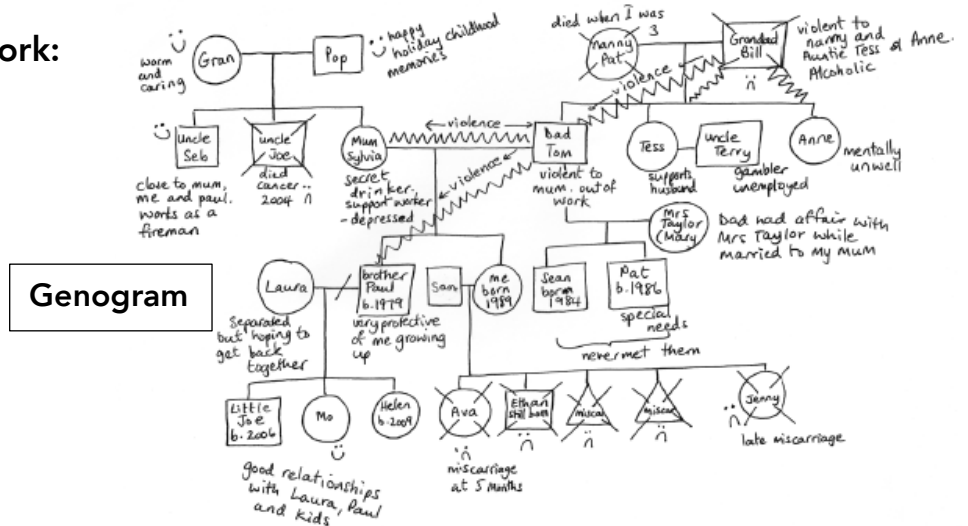 ork:
Genogram
warm
and
caring
Gran
Pop
happy
holiday childhood
memories
died when I was
3
nanny
Pat
Grandad
Bill
violent to
nanny and
Auntie Tess & Anne.
Alcoholic
violence
uncle
Seb
close to mum,
me and paul.
works as a
fireman
uncle
Joe
died
cancer
2004
Mum
Sylvia
secret
drinker.
support worker
- depressed
violence
violence
Dad
Tom
violent to
mum. out of
work
Tess
supports
husband
uncle
Terry
gambler
unemployed
Anne
mentally
unwell
Mrs
Taylor
(Mary
Dad had affair with
Mrs Taylor while
married to my mum
Laura
Separated
but hoping to
get back
together
brother
Paul
b.1979
very protective
of me growing
up
Sam
me
born
1989
Sean
born
1984
Pat
b.1986
special
needs
never met them
Little
Joe
b.2006
Mo
Helen
b.2009
good relationships
with Laura, Paul
and kids
Ava
miscarriage
at 5 months
Ethan
still born
miscar
miscar
Jenny
late miscarriage